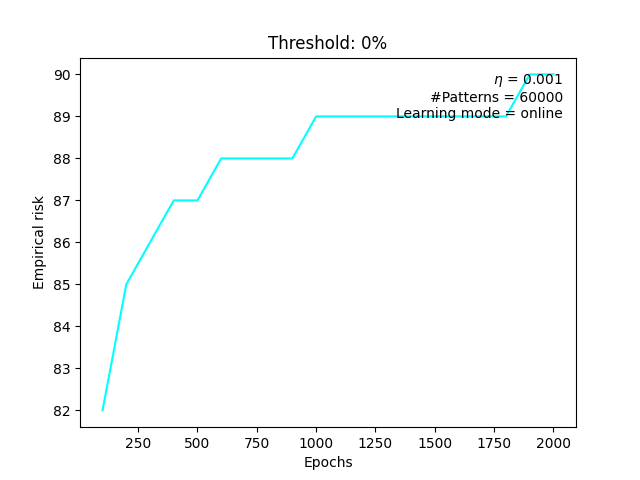 Threshold: 0%
η = 0.001
#Patterns = 60000
Learning mode = online
Empirical risk
90
89
88
87
86
85
84
83
82
250 500 750 1000 1250 1500 1750 2000
Epochs